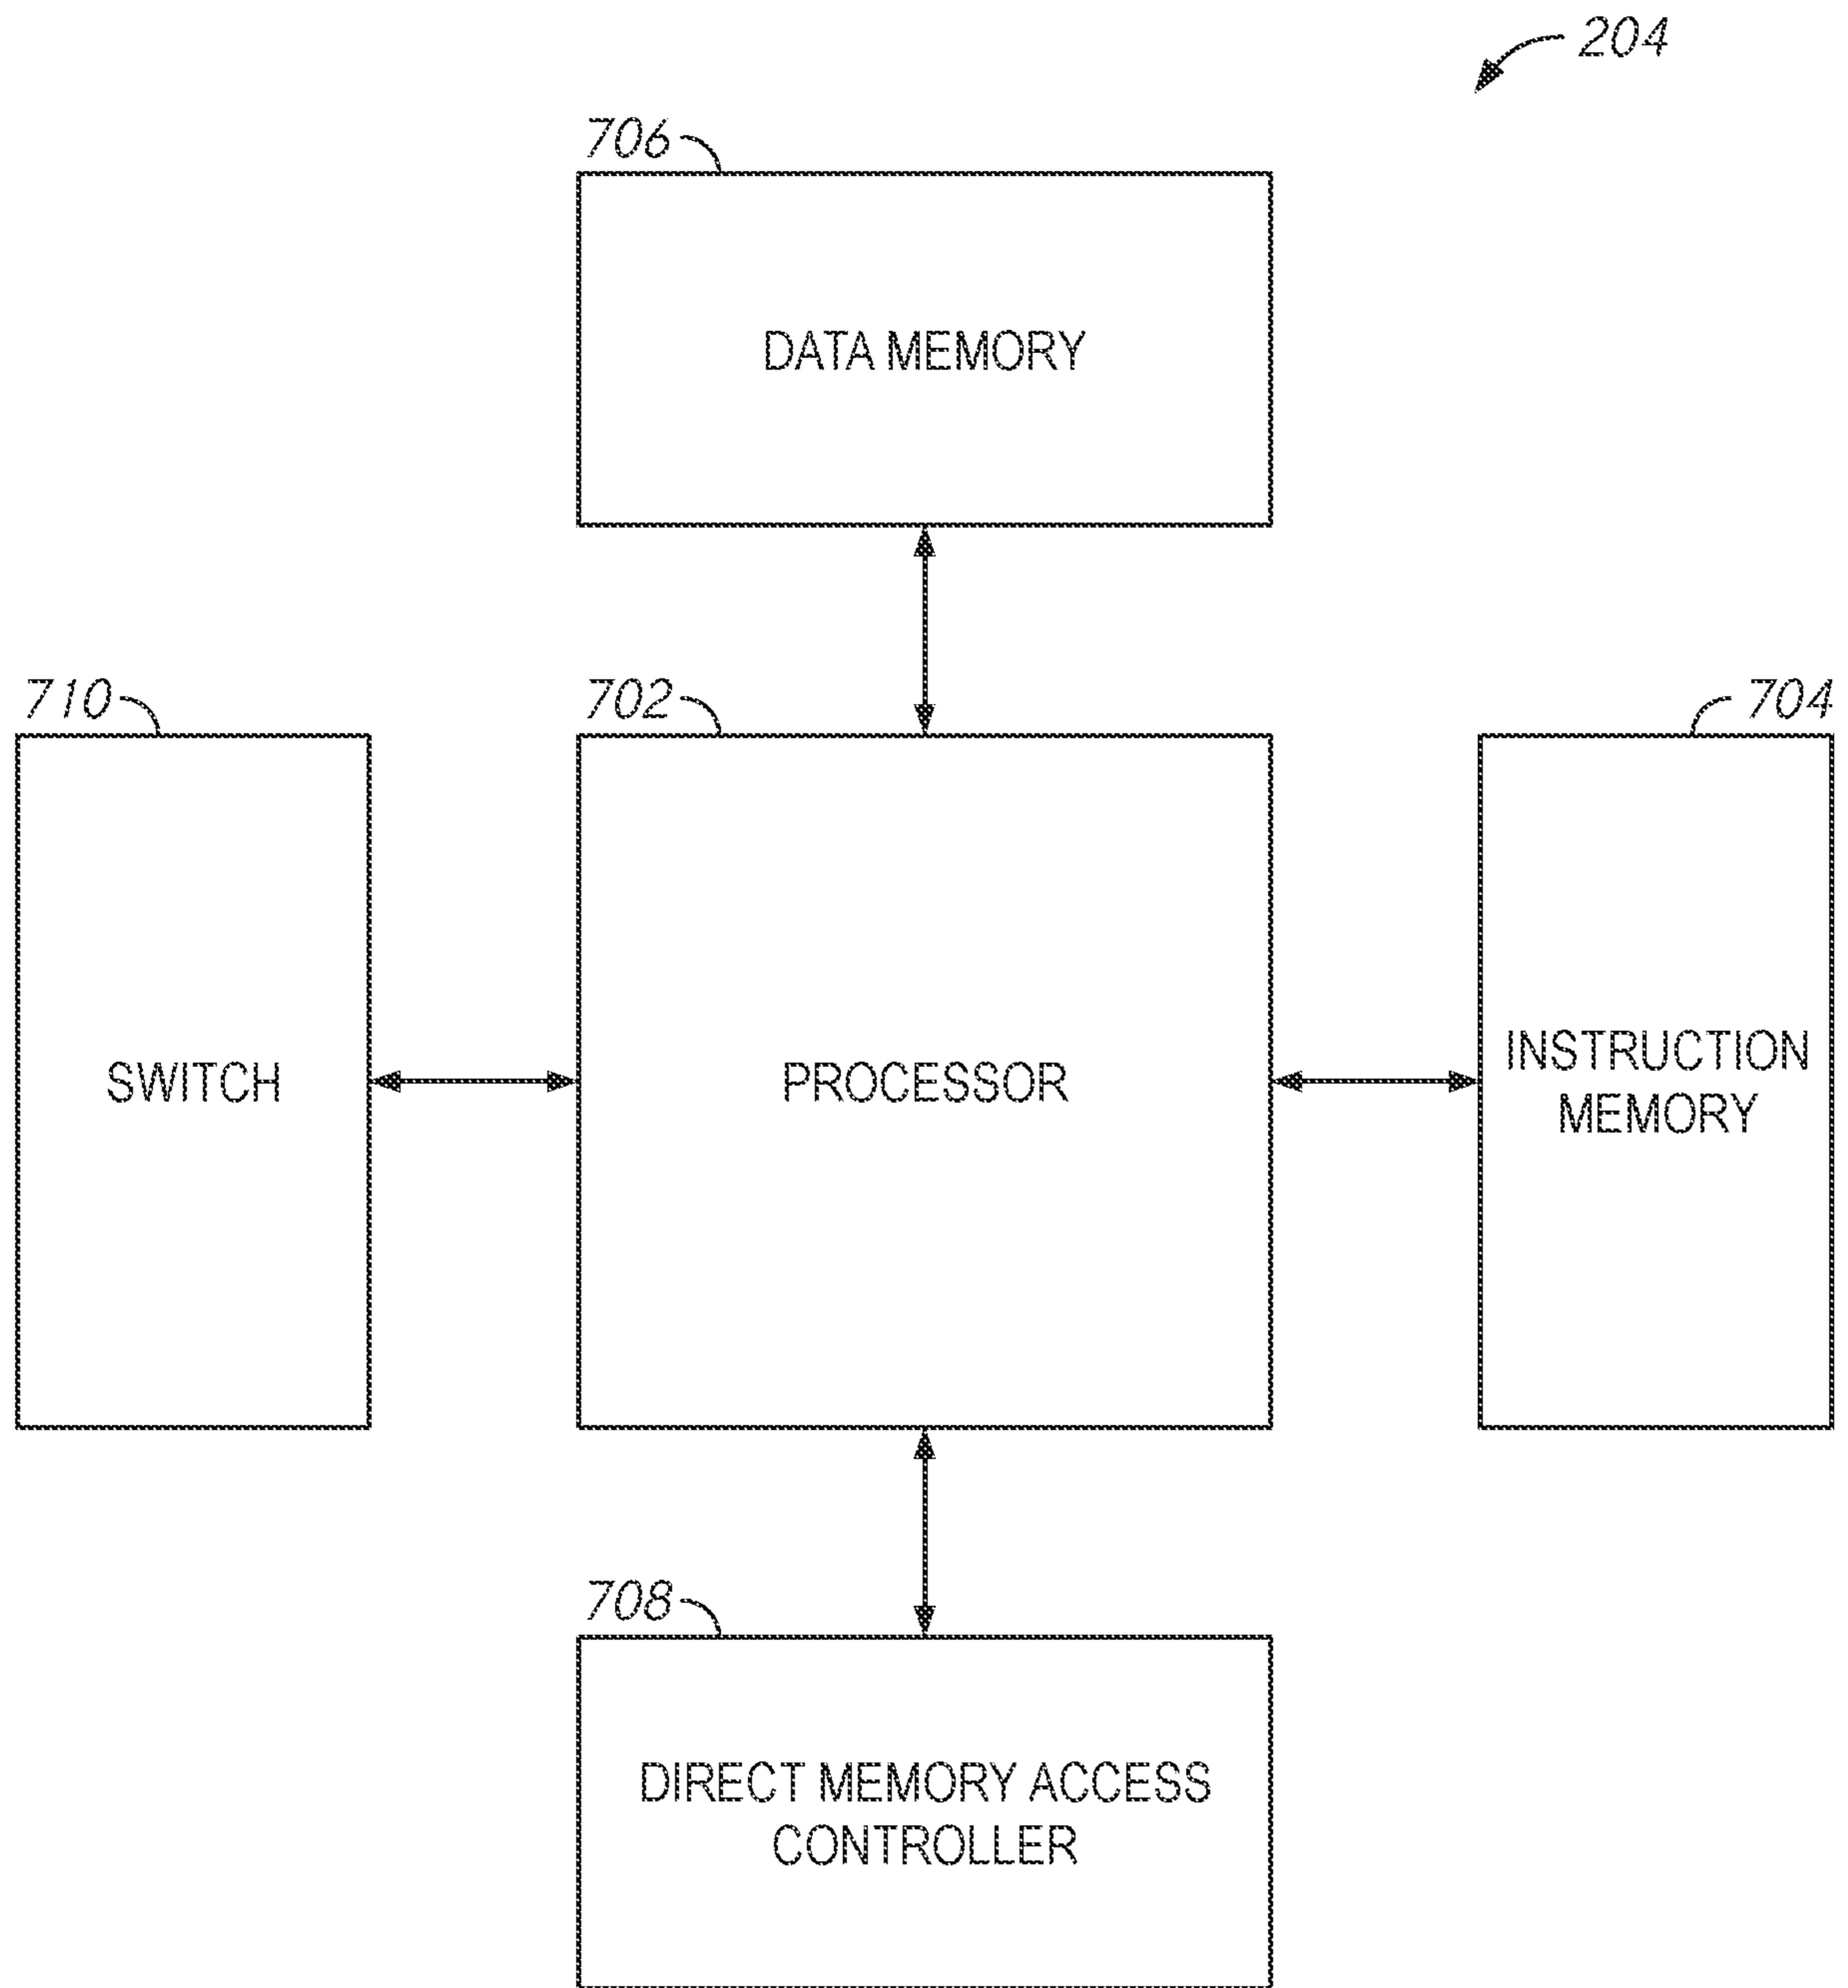 204
706
DATA MEMORY
710
702
704
SWITCH
PROCESSOR
INSTRUCTION
MEMORY
708
DIRECT MEMORY ACCESS
CONTROLLER